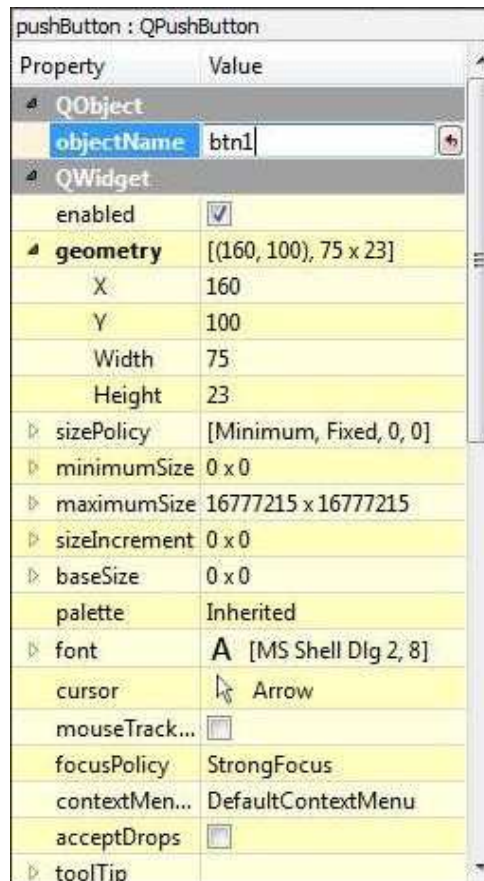 pushButton : QPushButton
Property Value
QObject
objectName btn1
QWidget
enabled
geometry [(160, 100), 75 x 23]
X 160
Y 100
Width 75
Height 23
sizePolicy [Minimum, Fixed, 0, 0]
minimumSize 0 x 0
maximumSize 16777215 x 16777215
sizeIncrement 0 x 0
baseSize 0 x 0
palette Inherited
font A [MS Shell Dlg 2, 8]
cursor Arrow
mouseTrack...
focusPolicy StrongFocus
contextMen... DefaultContextMenu
acceptDrops
toolTip